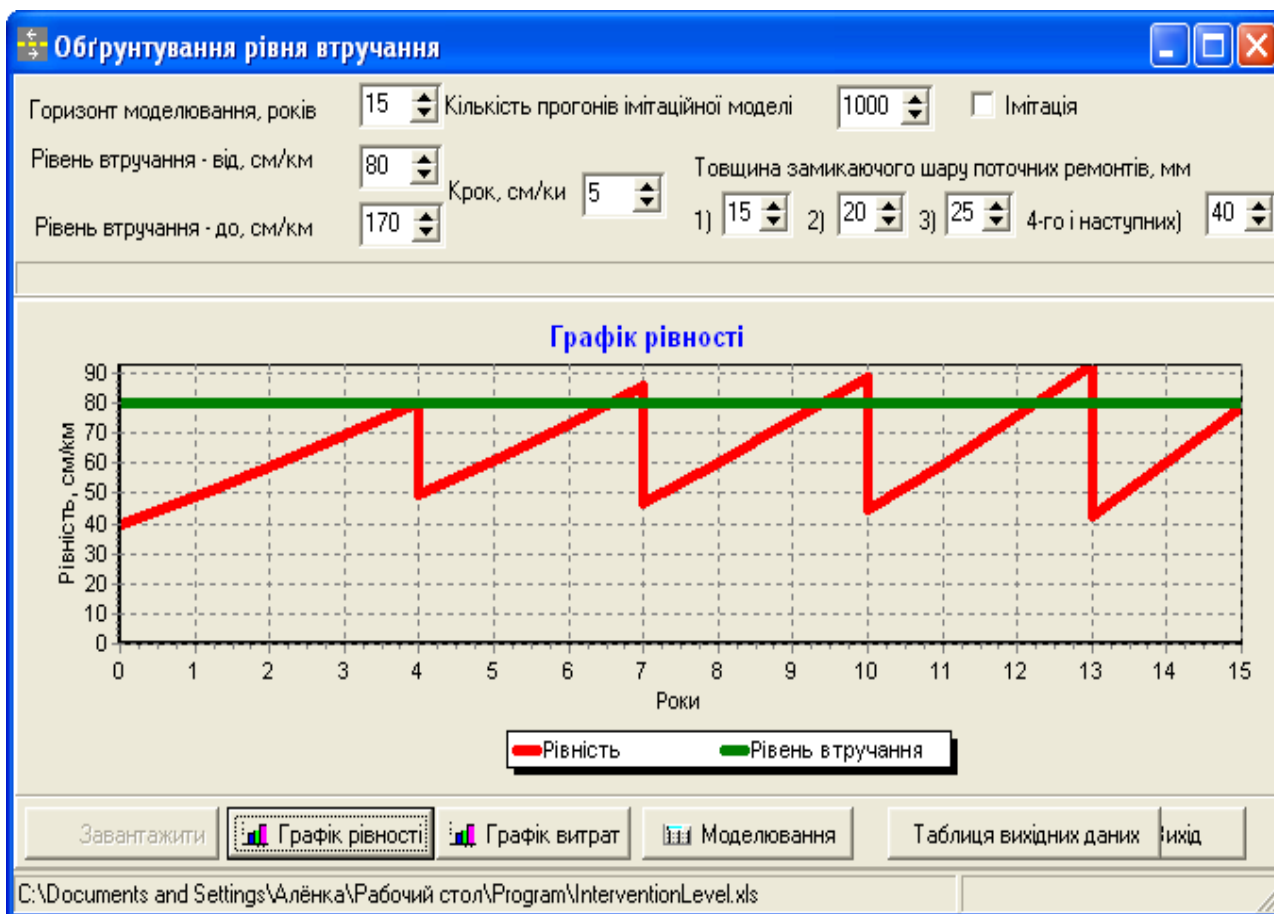 Обґрунтування рівня втручання
Горизонт моделювання, років 15 Кількість прогонів імітаційної моделі 1000 Імітація
Рівень втручання - від, см/км 80 Крок, см/ки 5 Товщина замикаючого шару поточних ремонтів, мм
Рівень втручання - до, см/км 170 1) 15 2) 20 3) 25 4-го і наступних) 40
Графік рівності
Рівність, см/км
90
80
70
60
50
40
30
20
10
0
0 1 2 3 4 5 6 7 8 9 10 11 12 13 14 15
Роки
Рівність Рівень втручання
Завантажити Графік рівності Графік витрат Моделювання Таблиця вихідних даних Вихід
C:\Documents and Settings\Алёнка\Рабочий стол\Program\InterventionLevel.xls